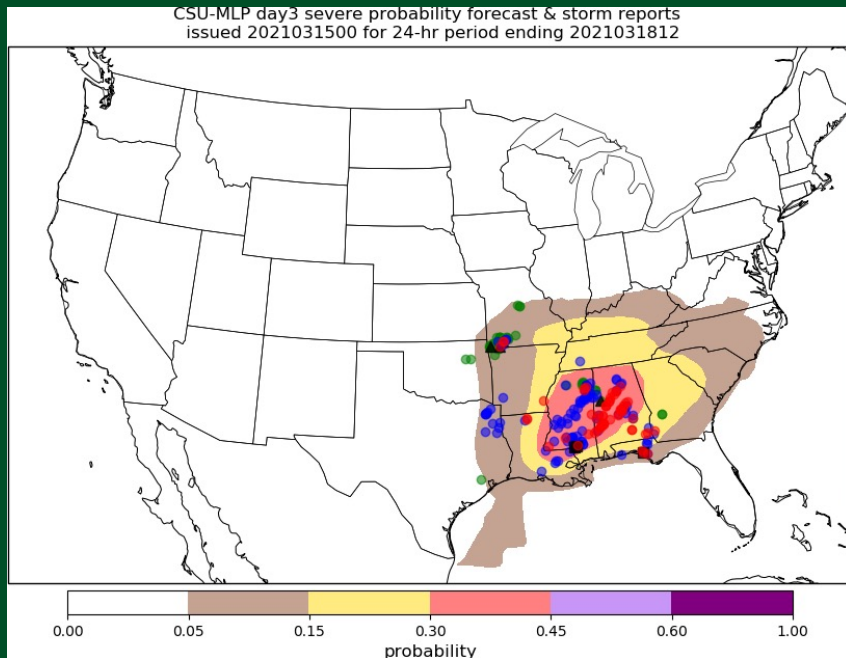 CSU-MLP day3 severe probability forecast & storm reports
issued 2021031500 for 24-hr period ending 2021031812
0.00 0.05 0.15 0.30 0.45 0.60 1.00
probability